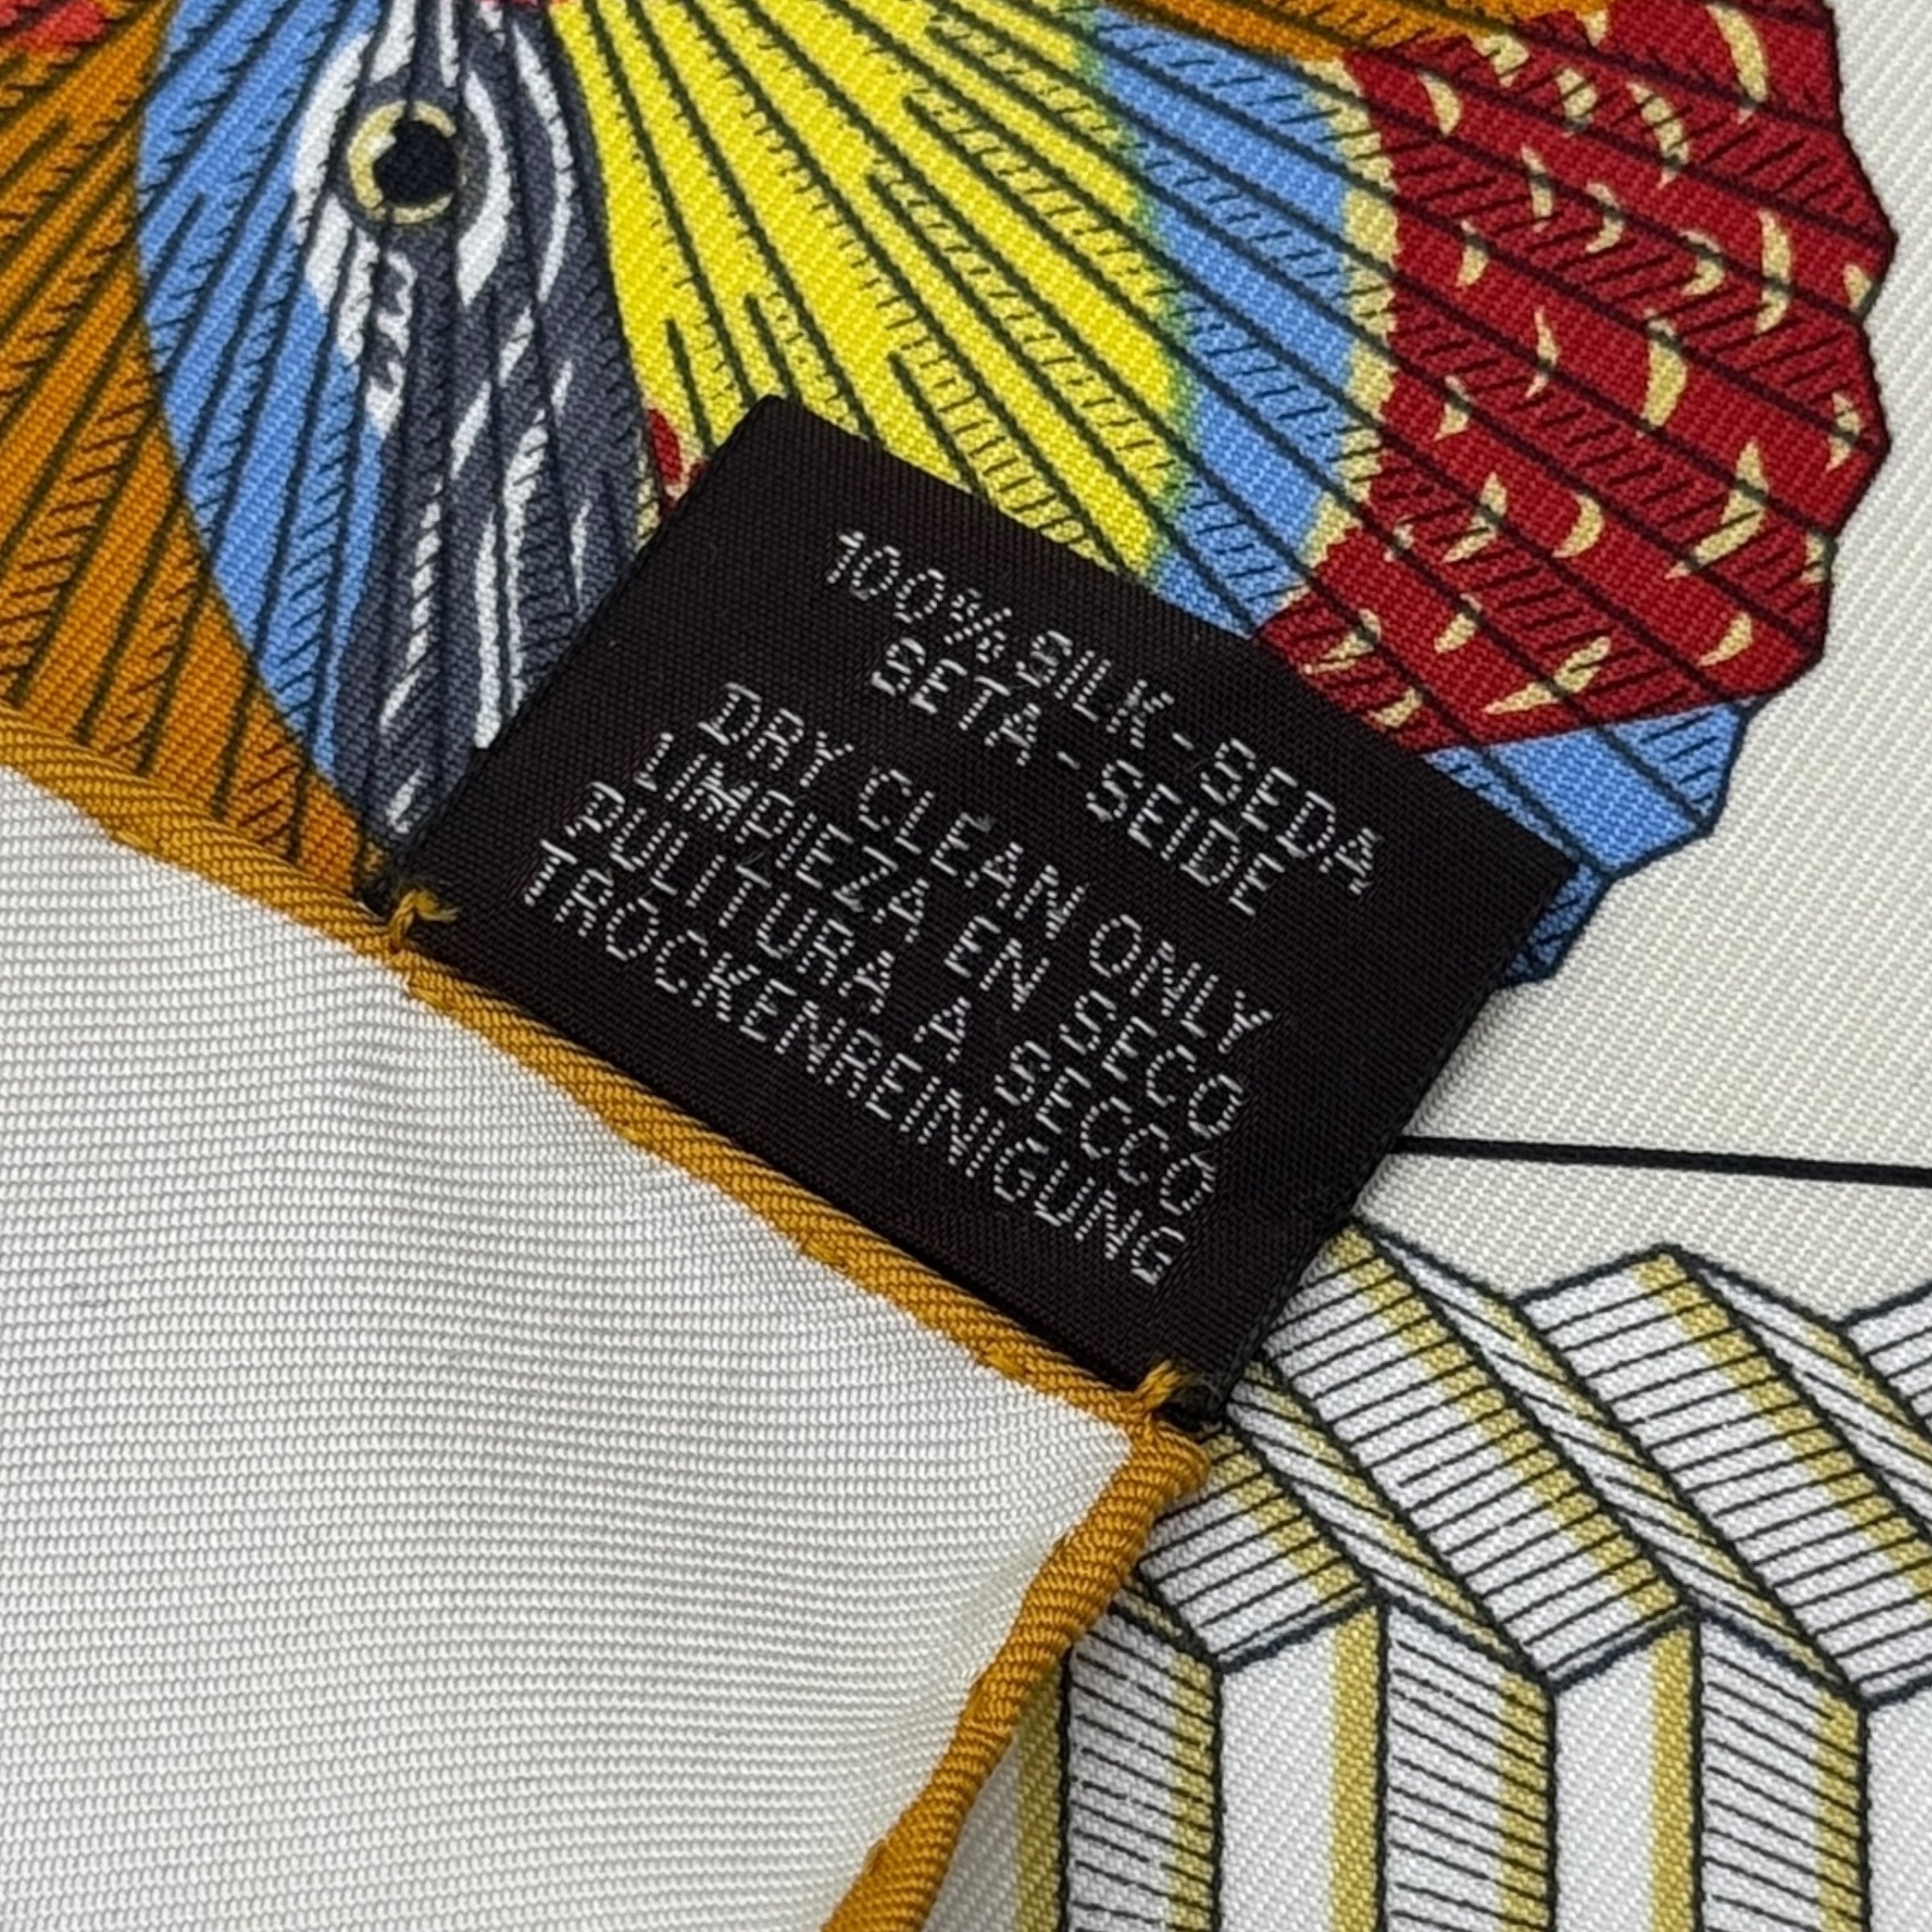 100% SILK - SEDA
SETA - SEIDE
DRY CLEAN ONLY
LIMPIEZA EN SECO
PULITURA A SECCO
TROCKENREINIGUNG